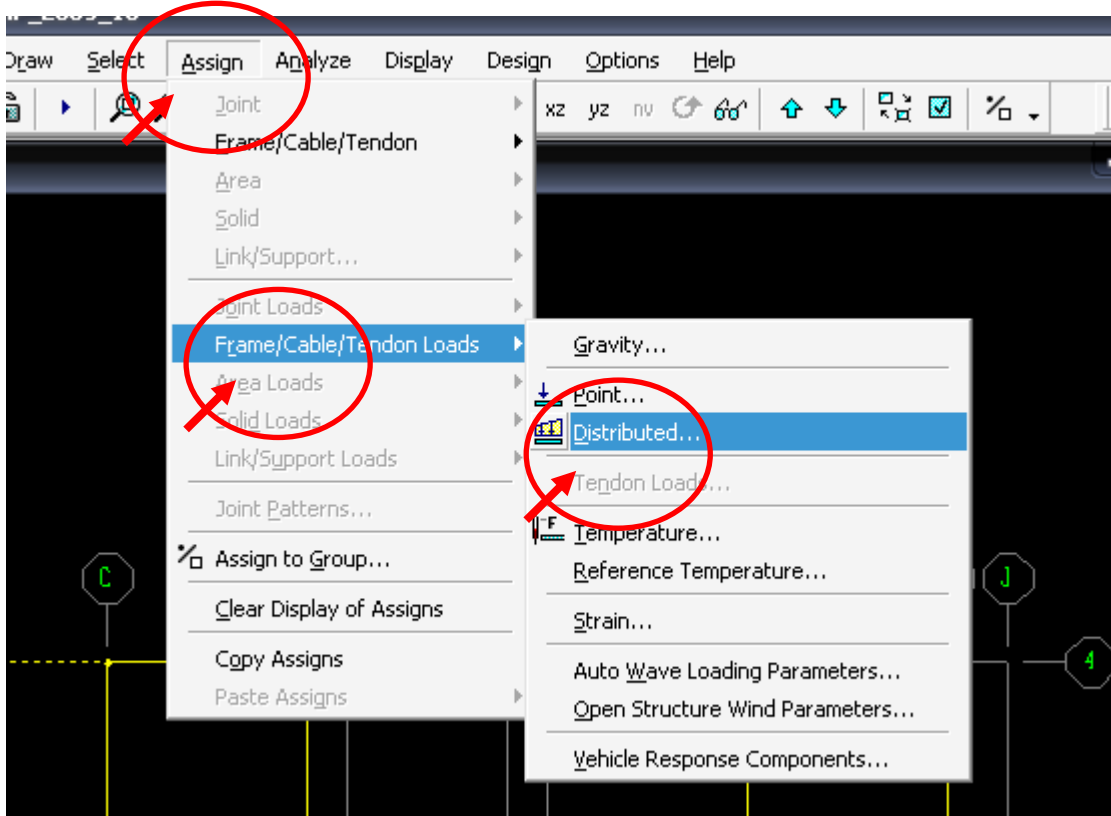 Draw Select Assign Analyze Display Design Options Help
xz yz nv
Joint
Frame/Cable/Tendon
Area
Solid
Link/Support...
Joint Loads
Frame/Cable/Tendon Loads
Area Loads
Solid Loads
Link/Support Loads
Joint Patterns...
Assign to Group...
Clear Display of Assigns
Copy Assigns
Paste Assigns
Gravity...
Point...
Distributed...
Tendon Loads...
Temperature...
Reference Temperature...
Strain...
Auto Wave Loading Parameters...
Open Structure Wind Parameters...
Vehicle Response Components...
C
J
4